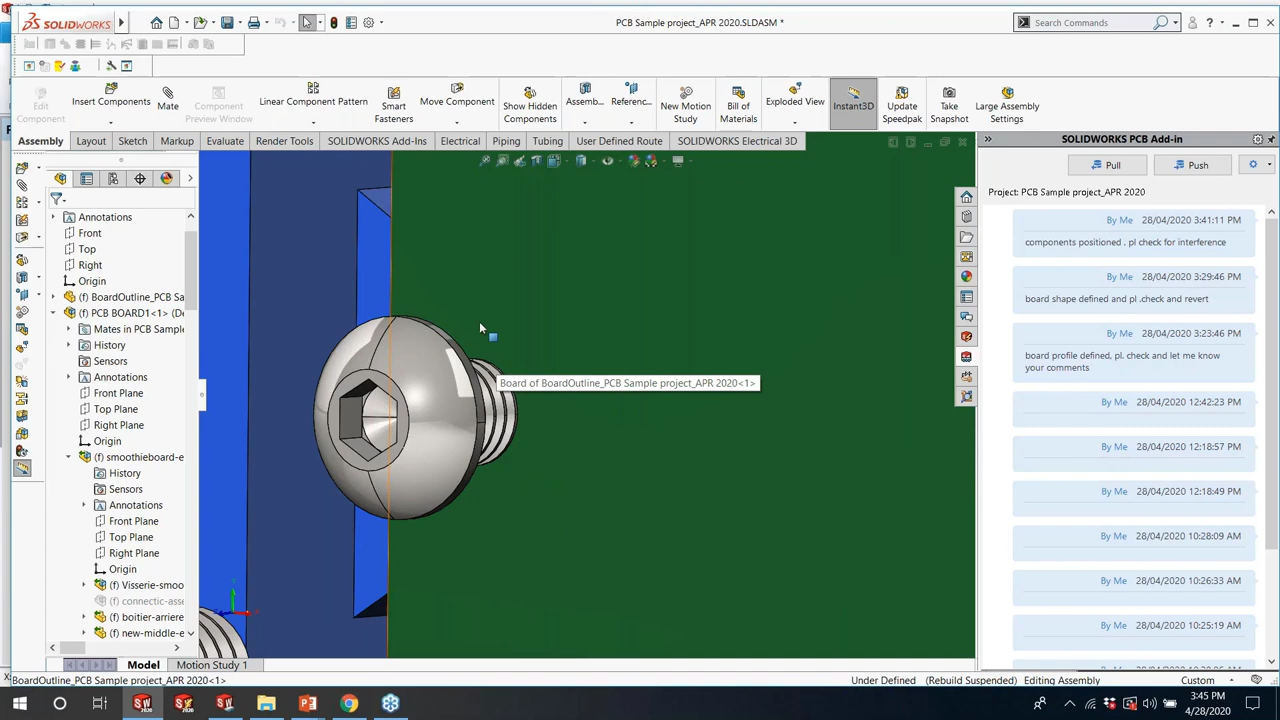 SOLIDWORKS
PCB Sample project_APR 2020.SLDASM *
Search Commands
Edit Component
Insert Components
Mate
Component Preview Window
Linear Component Pattern
Smart Fasteners
Move Component
Show Hidden Components
Assemb...
Referenc...
New Motion Study
Bill of Materials
Exploded View
Instant3D
Update Speedpak
Take Snapshot
Large Assembly Settings
Assembly
Layout
Sketch
Markup
Evaluate
Render Tools
SOLIDWORKS Add-Ins
Electrical
Piping
Tubing
User Defined Route
SOLIDWORKS Electrical 3D
Annotations
Front
Top
Right
Origin
(f) BoardOutline_PCB Sa
(f) PCB BOARD1<1> (De
Mates in PCB Sample
History
Sensors
Annotations
Front Plane
Top Plane
Right Plane
Origin
(f) smoothieboard-e
History
Sensors
Annotations
Front Plane
Top Plane
Right Plane
Origin
(f) Visserie-smoo
(f) connectic-asse
(f) boitier-arriere
(f) new-middle-e
Board of BoardOutline_PCB Sample project_APR 2020<1>
SOLIDWORKS PCB Add-in
Pull
Push
Project: PCB Sample project_APR 2020
By Me 28/04/2020 3:41:11 PM
components positioned . pl check for interference
By Me 28/04/2020 3:29:46 PM
board shape defined and pl .check and revert
By Me 28/04/2020 3:23:46 PM
board profile defined, pl. check and let me know
your comments
By Me 28/04/2020 12:42:23 PM
By Me 28/04/2020 12:18:57 PM
By Me 28/04/2020 12:18:49 PM
By Me 28/04/2020 10:28:09 AM
By Me 28/04/2020 10:26:33 AM
By Me 28/04/2020 10:25:19 AM
Model
Motion Study 1
BoardOutline_PCB Sample project_APR 2020<1>
Under Defined
(Rebuild Suspended)
Editing Assembly
Custom
3:45 PM
4/28/2020